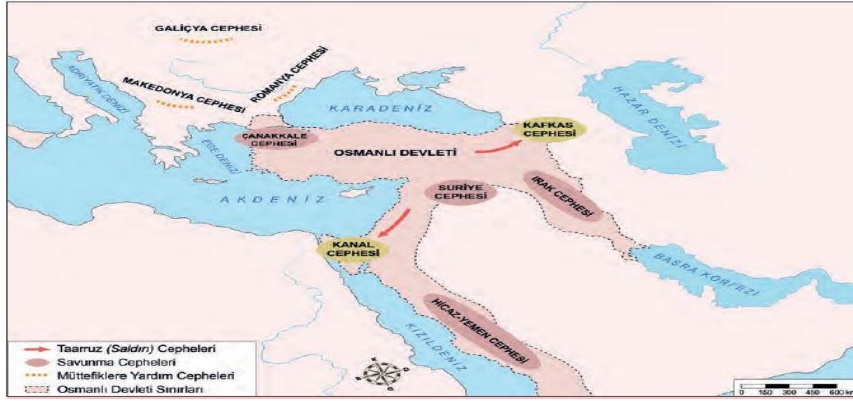 GALİÇYA CEPHESİ
ROMANYA CEPHESİ
MAKEDONYA CEPHESİ
ADRİYATİK DENİZİ
KARADENİZ
HAZAR DENİZİ
KAFKAS
CEPHESİ
ÇANAKKALE
CEPHESİ
OSMANLI DEVLETİ
EGE DENİZİ
SURİYE
CEPHESİ
IRAK CEPHESİ
AKDENİZ
KANAL
CEPHESİ
BASRA KÖRFEZİ
HİCAZ-YEMEN CEPHESİ
KIZILDENİZ
Taarruz (Saldırı) Cepheleri
Savunma Cepheleri
Müttefiklere Yardım Cepheleri
Osmanlı Devleti Sınırları
0 150 300 450 600 km